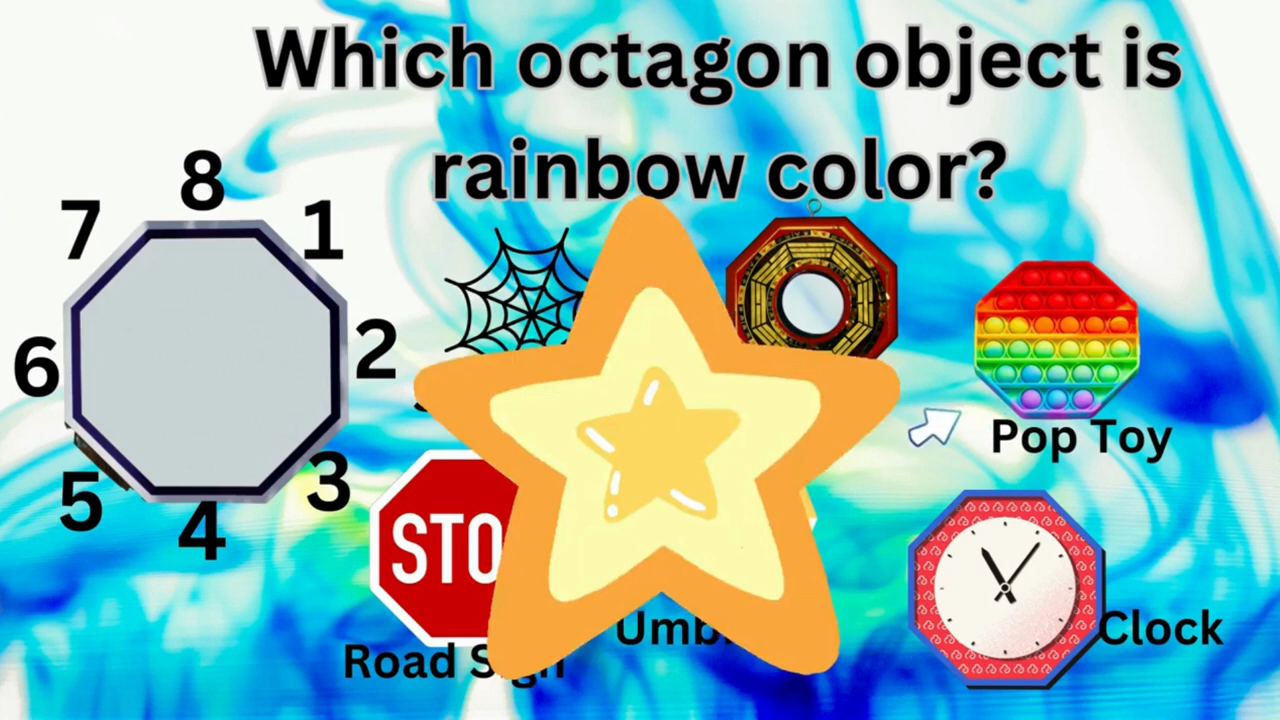 Which octagon object is
rainbow color?
8
7
1
6
2
5
3
4
Pop Toy
STO
Umb
Clock
Road S gn